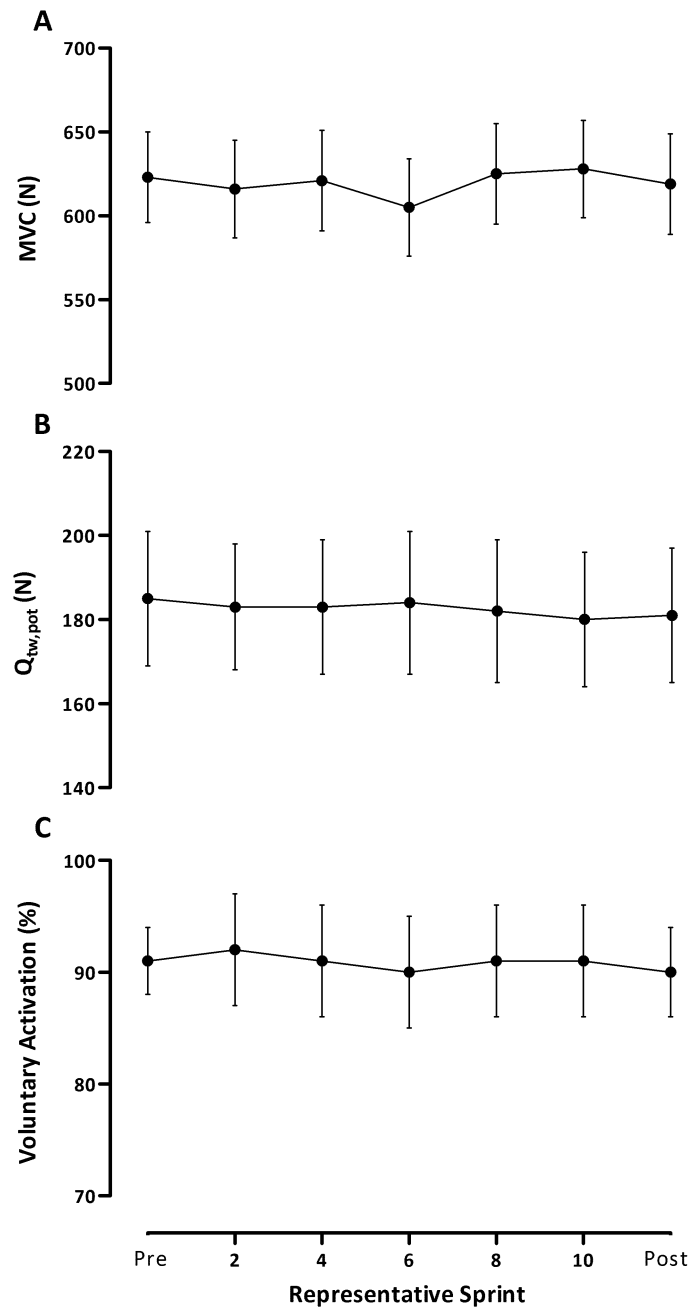 A
700
650
600
550
500
MVC (N)
B
220
200
180
160
140
Qtw,pot (N)
C
100
90
80
70
Voluntary Activation (%)
Pre 2 4 6 8 10 Post
Representative Sprint